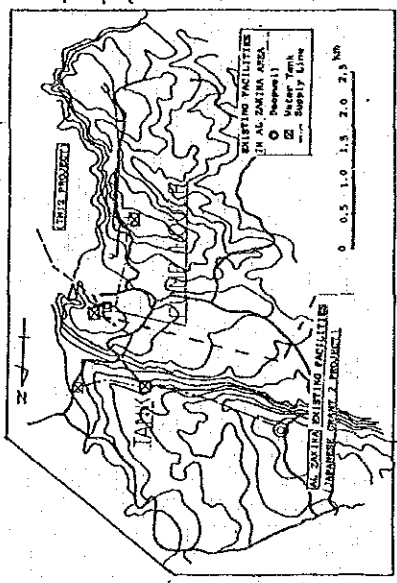 N
[THIS PROJECT]
EXISTING FACILITIES
IN AL ZAKIRA AREA
Deepwell
Water Tank
Supply Line
0 0.5 1.0 1.5 2.0 2.5 km
AL ZAKIRA EXISTING FACILITIES
[JAPANESE GRANT 2 PROJECT]